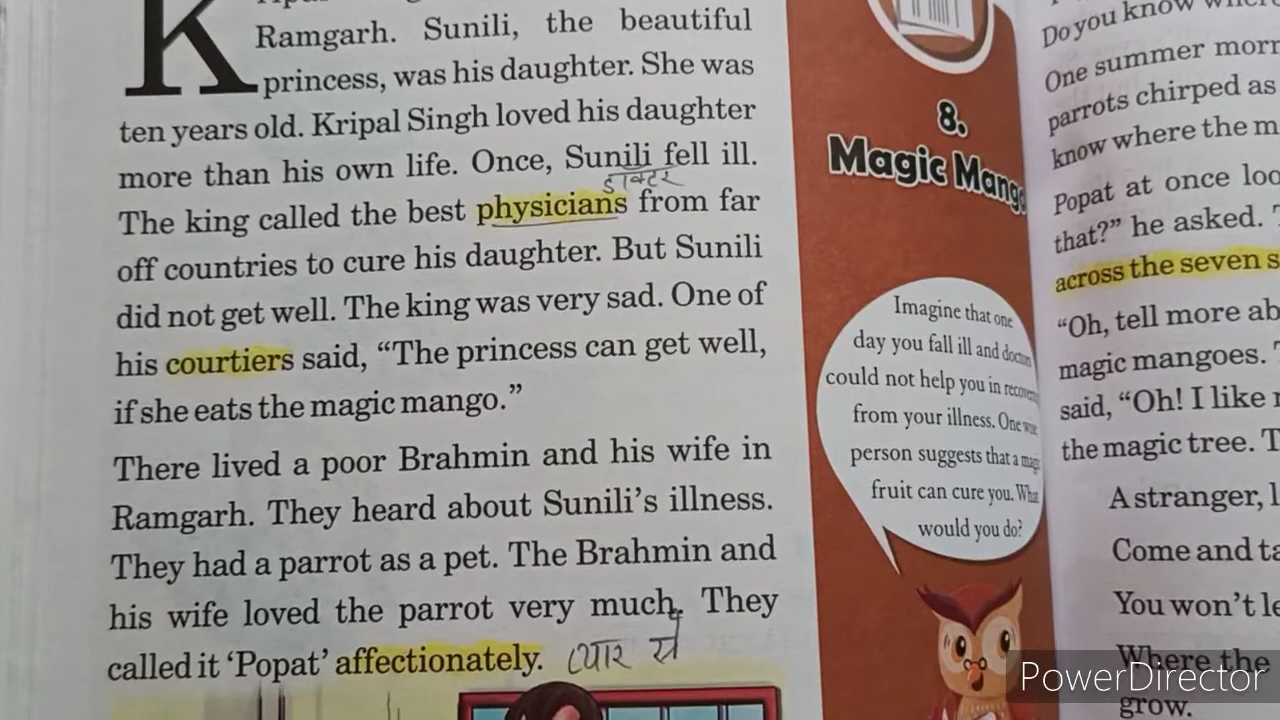 K
Ramgarh. Sunili, the beautiful
princess, was his daughter. She was
ten years old. Kripal Singh loved his daughter
more than his own life. Once, Sunili fell ill.
डाक्टर
The king called the best physicians from far
off countries to cure his daughter. But Sunili
did not get well. The king was very sad. One of
his courtiers said, “The princess can get well,
if she eats the magic mango.”
There lived a poor Brahmin and his wife in
Ramgarh. They heard about Sunili’s illness.
They had a parrot as a pet. The Brahmin and
his wife loved the parrot very much. They
called it ‘Popat’ affectionately. प्यार से
8.
Magic Mango
Imagine that one
day you fall ill and doctors
could not help you in
from your illness. One wise
person suggests that a magic
fruit can cure you. What
would you do?
Do you know where
One summer
parrots chirped as
know where the
Popat at once
that?” he asked.
across the seven
“Oh, tell more
magic mangoes.
said, “Oh! I like
the magic tree.
A stranger,
Come and
You won’t
Where the
grow.
PowerDirector